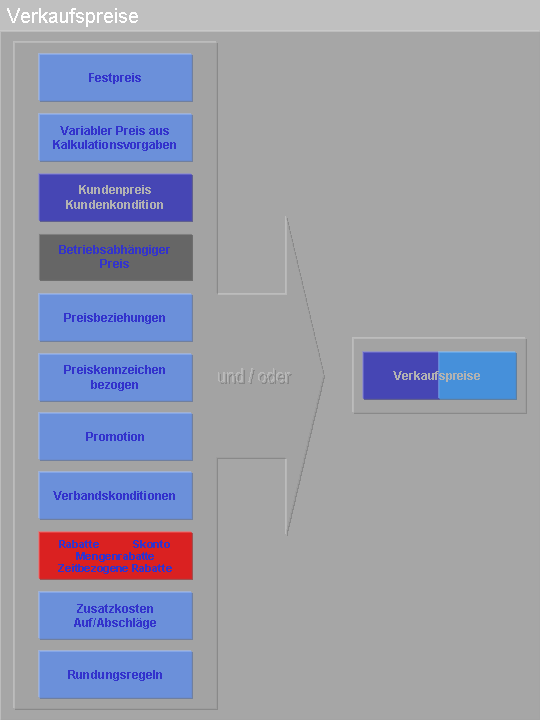 Verkaufspreise
Festpreis
Variabler Preis aus
Kalkulationsvorgaben
Kundenpreis
Kundenkondition
Betriebsabhängiger
Preis
Preisbeziehungen
Preiskennzeichen
bezogen
Promotion
Verbandskonditionen
Rabatte Skonto
Mengenrabatte
Zeitbezogene Rabatte
Zusatzkosten
Auf/Abschläge
Rundungsregeln
und / oder
Verkaufspreise